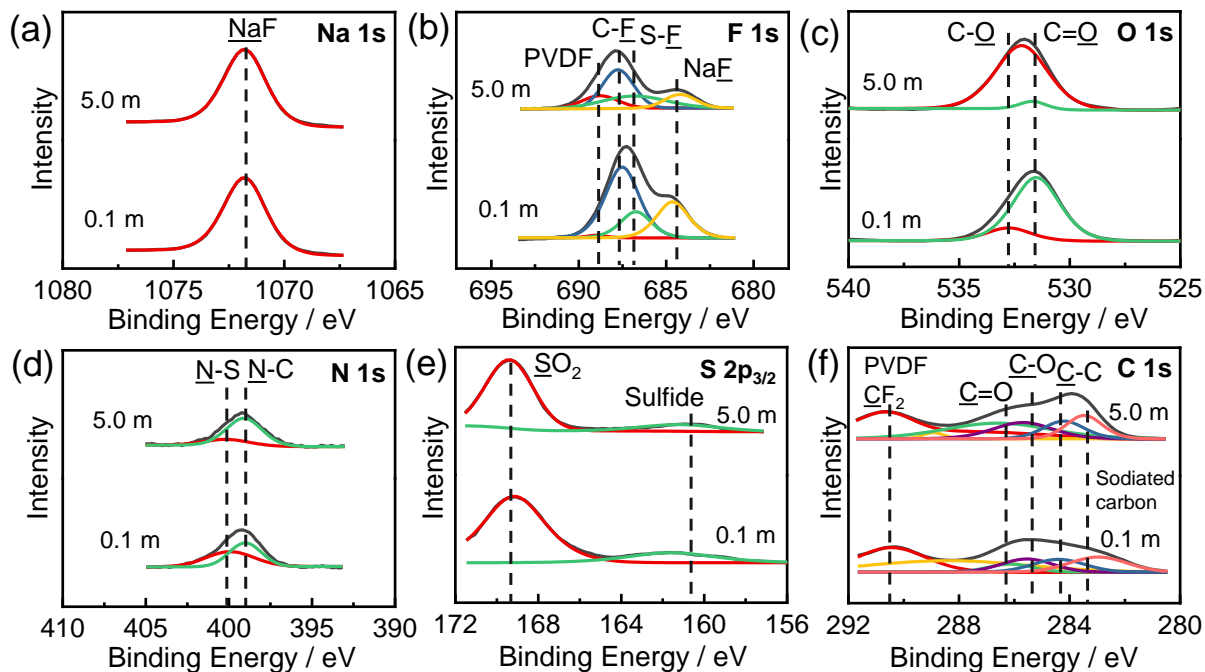 (a)
NaF
Na 1s
5.0 m
0.1 m
Intensity
1080 1075 1070 1065
Binding Energy / eV
(b)
C-F
S-F
F 1s
PVDF
NaF
5.0 m
0.1 m
Intensity
695 690 685 680
Binding Energy / eV
(c)
C-O
C=O
O 1s
5.0 m
0.1 m
Intensity
540 535 530 525
Binding Energy / eV
(d)
N-S
N-C
N 1s
5.0 m
0.1 m
Intensity
410 405 400 395 390
Binding Energy / eV
(e)
SO₂
S 2p₃/₂
Sulfide
5.0 m
0.1 m
Intensity
172 168 164 160 156
Binding Energy / eV
(f)
PVDF
CF₂
C=O
C-O
C-C
C 1s
5.0 m
Sodiated
carbon
0.1 m
Intensity
292 288 284 280
Binding Energy / eV